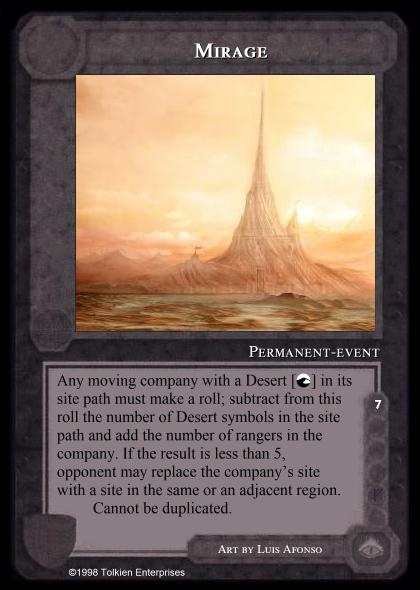 Mirage
Permanent-event
Any moving company with a Desert [] in its
site path must make a roll; subtract from this
roll the number of Desert symbols in the site
path and add the number of rangers in the
company. If the result is less than 5,
opponent may replace the company's site
with a site in the same or an adjacent region.
Cannot be duplicated.
7
Art by Luis Afonso
©1998 Tolkien Enterprises